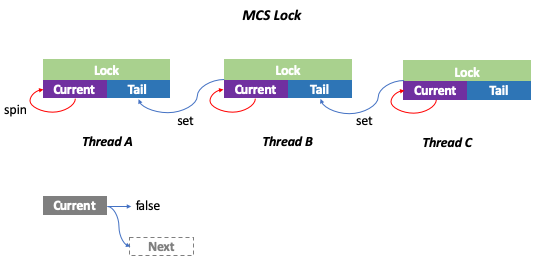 MCS Lock
Lock
Current Tail
spin
set
Thread A
Lock
Current Tail
set
Thread B
Lock
Current Tail
Thread C
Current
false
Next